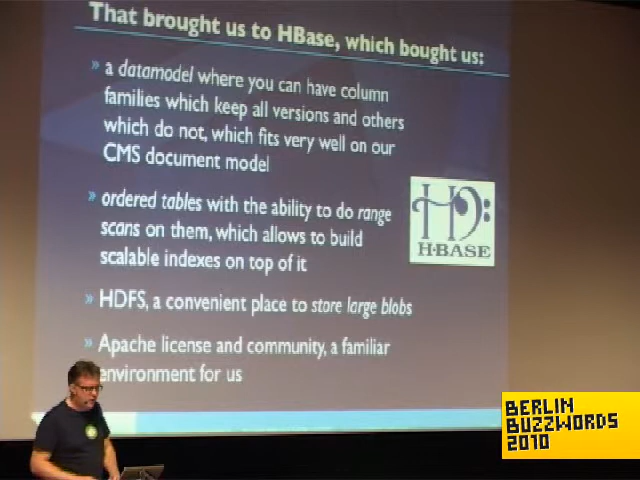 That brought us to HBase, which bought us:
» a datamodel where you can have column
families which keep all versions and others
which do not, which fits very well on our
CMS document model
» ordered tables with the ability to do range
scans on them, which allows to build
scalable indexes on top of it
H·BASE
» HDFS, a convenient place to store large blobs
» Apache license and community, a familiar
environment for us
BERLIN
BUZZWORDS
2010